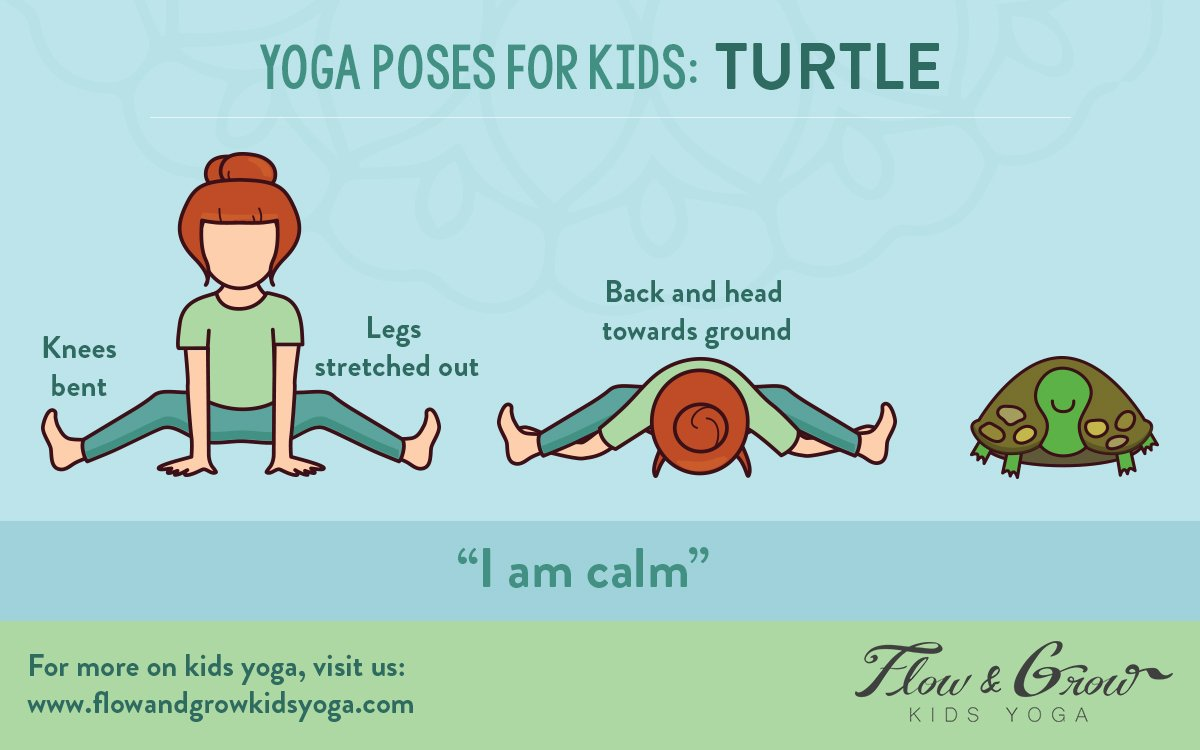 YOGA POSES FOR KIDS: TURTLE
Knees
bent
Legs
stretched out
Back and head
towards ground
“I am calm”
For more on kids yoga, visit us:
www.flowandgrowkidsyoga.com
Flow & Grow
KIDS YOGA